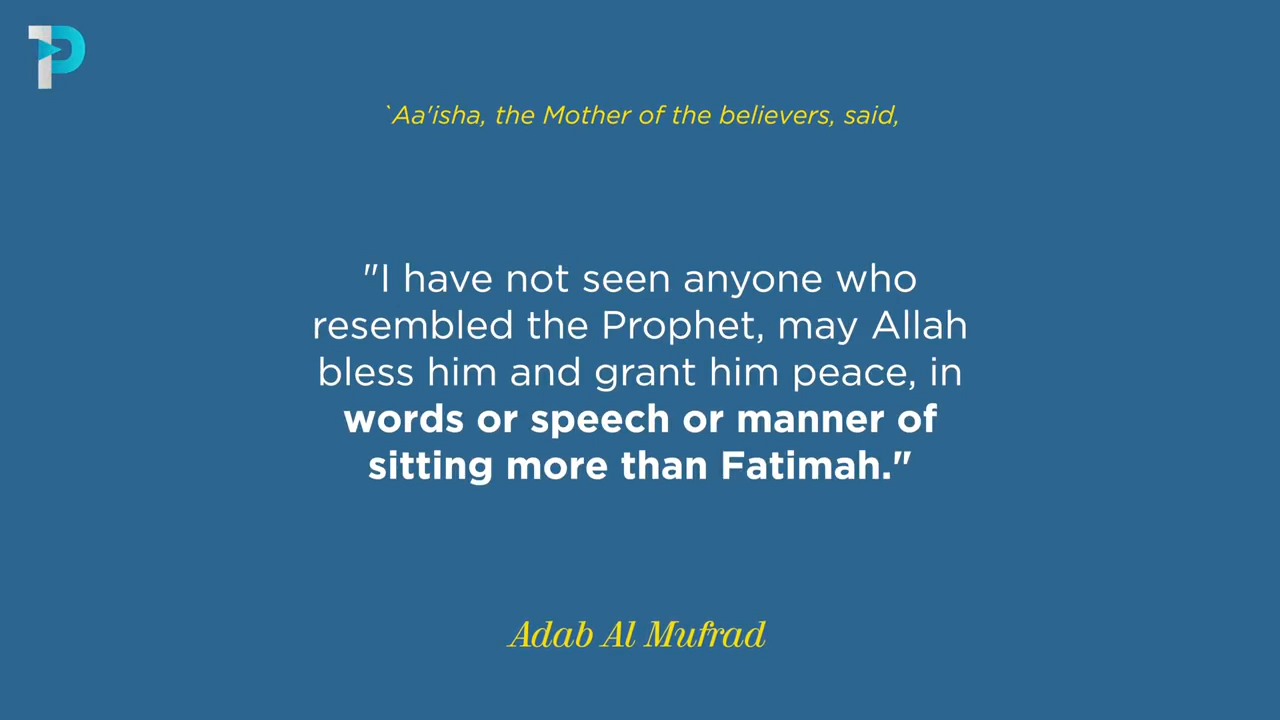 `Aa'isha, the Mother of the believers, said,
"I have not seen anyone who
resembled the Prophet, may Allah
bless him and grant him peace, in
words or speech or manner of
sitting more than Fatimah."
Adab Al Mufrad